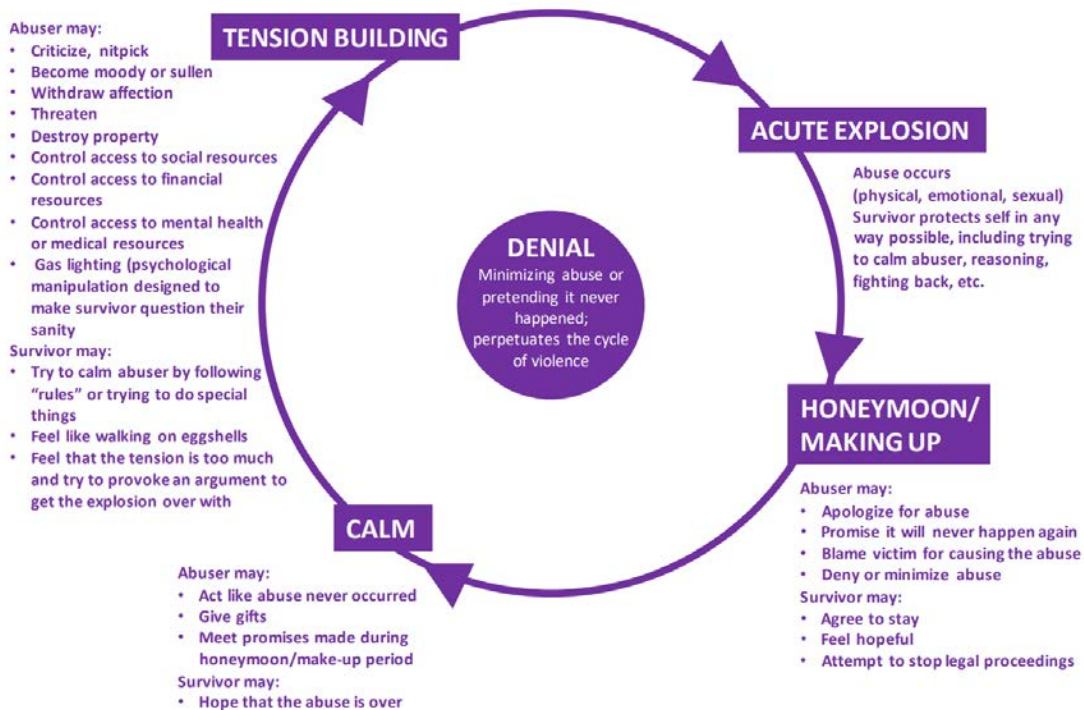 TENSION BUILDING
Abuser may:
• Criticize, nitpick
• Become moody or sullen
• Withdraw affection
• Threaten
• Destroy property
• Control access to social resources
• Control access to financial
resources
• Control access to mental health
or medical resources
• Gas lighting (psychological
manipulation designed to
make survivor question their
sanity
Survivor may:
• Try to calm abuser by following
“rules” or trying to do special
things
• Feel like walking on eggshells
• Feel that the tension is too much
and try to provoke an argument to
get the explosion over with
ACUTE EXPLOSION
Abuse occurs
(physical, emotional, sexual)
Survivor protects self in any
way possible, including trying
to calm abuser, reasoning,
fighting back, etc.
DENIAL
Minimizing abuse or
pretending it never
happened;
perpetuates the cycle
of violence
HONEYMOON/
MAKING UP
Abuser may:
• Apologize for abuse
• Promise it will never happen again
• Blame victim for causing the abuse
• Deny or minimize abuse
Survivor may:
• Agree to stay
• Feel hopeful
• Attempt to stop legal proceedings
CALM
Abuser may:
• Act like abuse never occurred
• Give gifts
• Meet promises made during
honeymoon/make-up period
Survivor may:
• Hope that the abuse is over